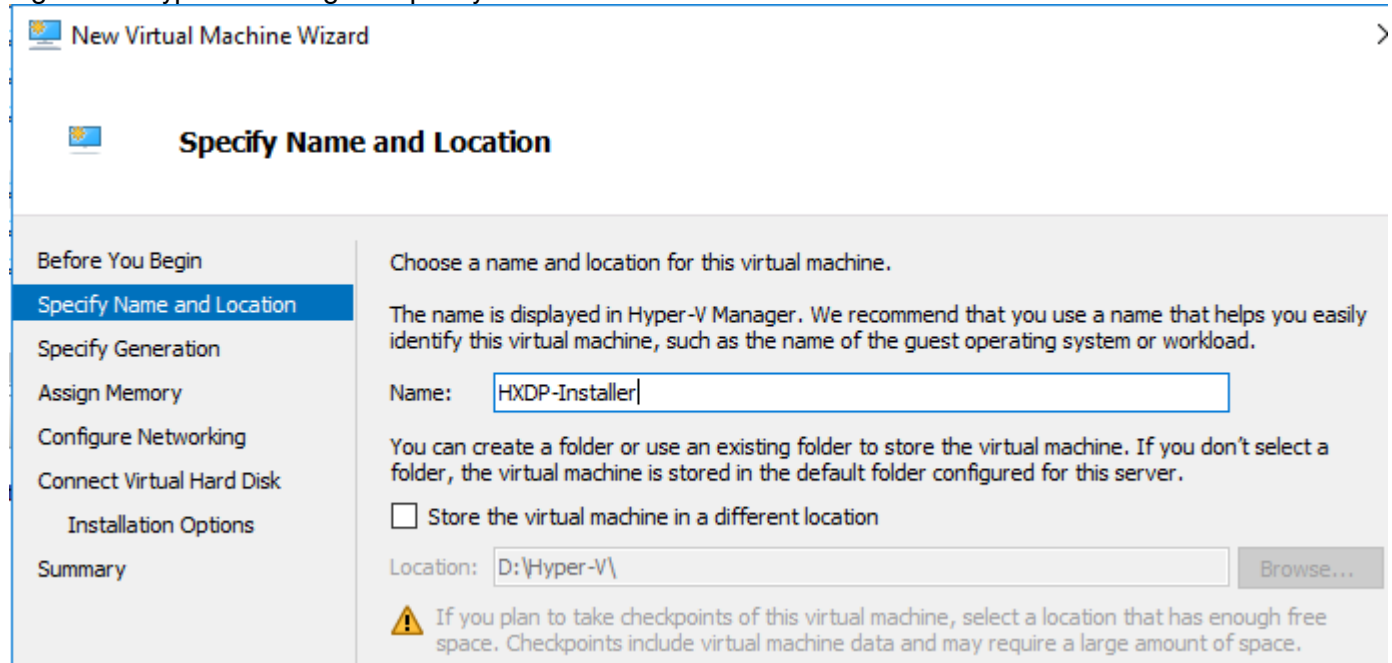 New Virtual Machine Wizard
Specify Name and Location
Before You Begin
Specify Name and Location
Specify Generation
Assign Memory
Configure Networking
Connect Virtual Hard Disk
Installation Options
Summary
Choose a name and location for this virtual machine.
The name is displayed in Hyper-V Manager. We recommend that you use a name that helps you easily
identify this virtual machine, such as the name of the guest operating system or workload.
Name: HXDP-Installer
You can create a folder or use an existing folder to store the virtual machine. If you don't select a
folder, the virtual machine is stored in the default folder configured for this server.
Store the virtual machine in a different location
Location: D:\Hyper-V\ Browse...
If you plan to take checkpoints of this virtual machine, select a location that has enough free
space. Checkpoints include virtual machine data and may require a large amount of space.